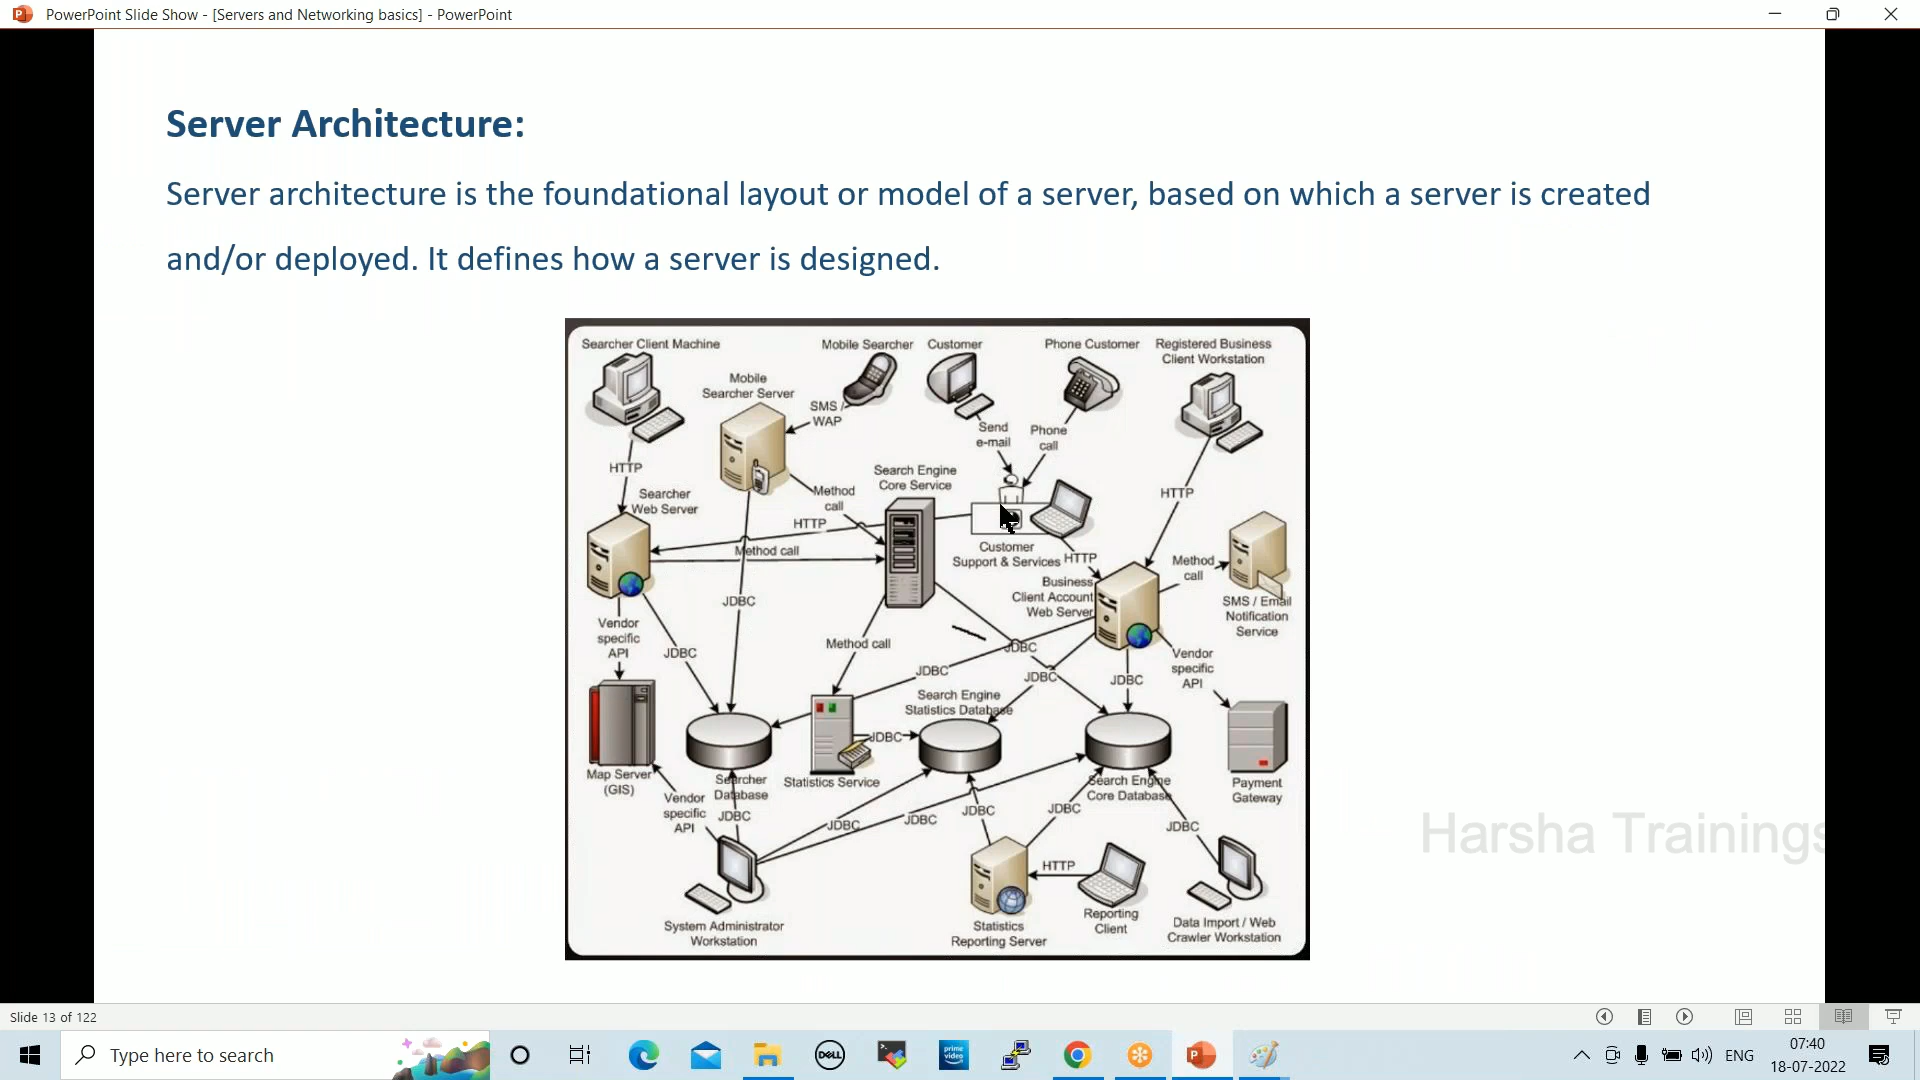 PowerPoint Slide Show - [Servers and Networking basics] - PowerPoint
Server Architecture:
Server architecture is the foundational layout or model of a server, based on which a server is created
and/or deployed. It defines how a server is designed.
Searcher Client Machine
Mobile Searcher
Customer
Phone Customer
Registered Business
Client Workstation
Mobile
Searcher Server
SMS /
WAP
Send
e-mail
Phone
call
HTTP
Searcher
Web Server
Method
call
Search Engine
Core Service
HTTP
HTTP
Method call
Customer
Support & Services
HTTP
Method
call
Business
Client Account
Web Server
SMS / Email
Notification
Service
JDBC
Vendor
specific
API
JDBC
Method call
JDBC
JDBC
JDBC
JDBC
Vendor
specific
API
Search Engine
Statistics Database
JDBC
Map Server
(GIS)
Searcher
Database
Statistics Service
Search Engine
Core Database
Payment
Gateway
Vendor
specific
API
JDBC
JDBC
JDBC
JDBC
JDBC
JDBC
HTTP
System Administrator
Workstation
Statistics
Reporting Server
Reporting
Client
Data Import / Web
Crawler Workstation
Harsha Trainings
Slide 13 of 122
Type here to search
DELL
prime
video
ENG
07:40
18-07-2022